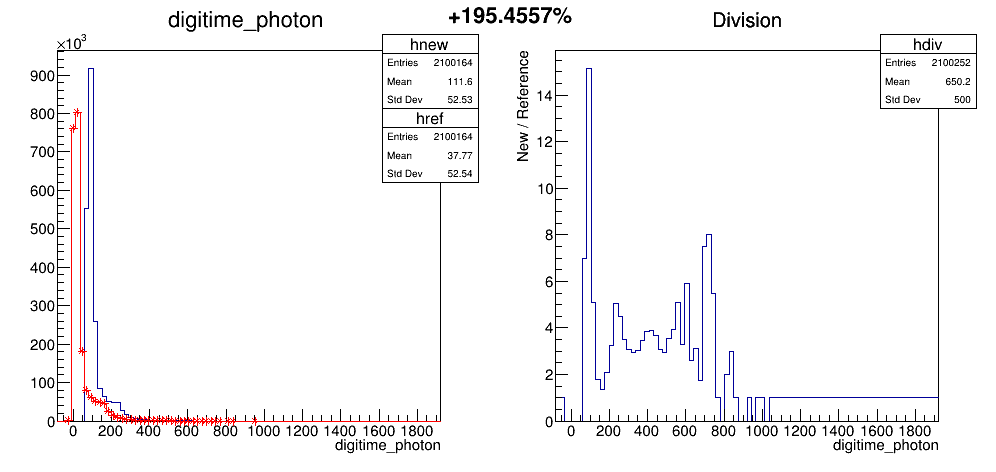 +195.4557%
digitime_photon
×10³
hnew
Entries 2100164
Mean 111.6
Std Dev 52.53
href
Entries 2100164
Mean 37.77
Std Dev 52.54
900
800
700
600
500
400
300
200
100
0
0 200 400 600 800 1000 1200 1400 1600 1800
digitime_photon
Division
New / Reference
hdiv
Entries 2100252
Mean 650.2
Std Dev 500
14
12
10
8
6
4
2
0
0 200 400 600 800 1000 1200 1400 1600 1800
digitime_photon